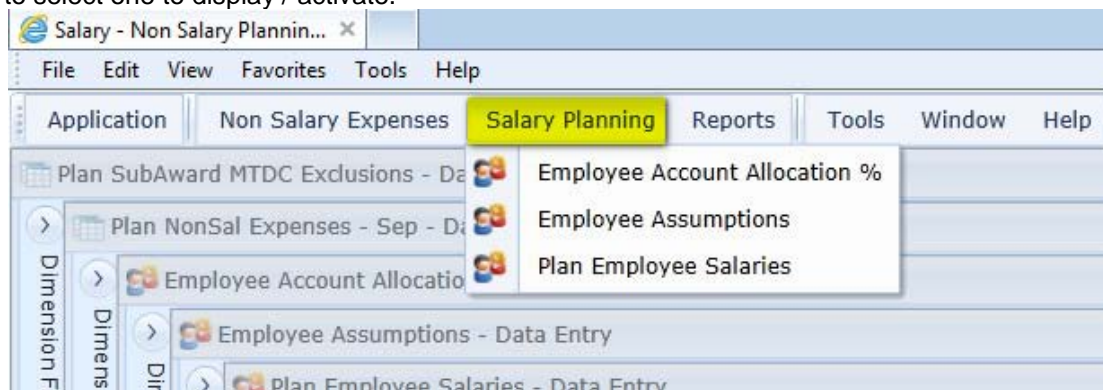 to select one to display / activate.
Salary - Non Salary Plannin...
File Edit View Favorites Tools Help
Application Non Salary Expenses Salary Planning Reports Tools Window Help
Employee Account Allocation %
Employee Assumptions
Plan Employee Salaries
Plan SubAward MTDC Exclusions - Da
Plan NonSal Expenses - Sep - Da
Employee Account Allocatio
Employee Assumptions - Data Entry
Plan Employee Salaries - Data Entry
Dimension F
Dimens
Dir